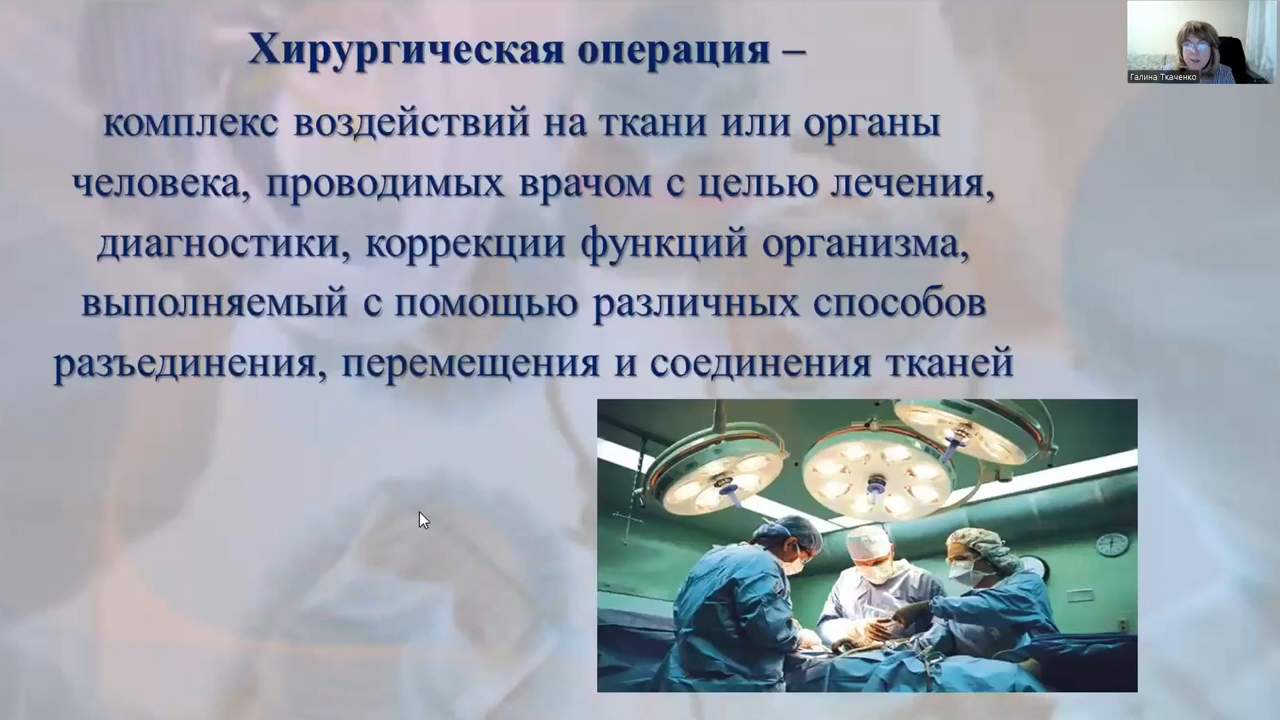 Хирургическая операция –
комплекс воздействий на ткани или органы
человека, проводимых врачом с целью лечения,
диагностики, коррекции функций организма,
выполняемый с помощью различных способов
разъединения, перемещения и соединения тканей
Галина Ткаченко